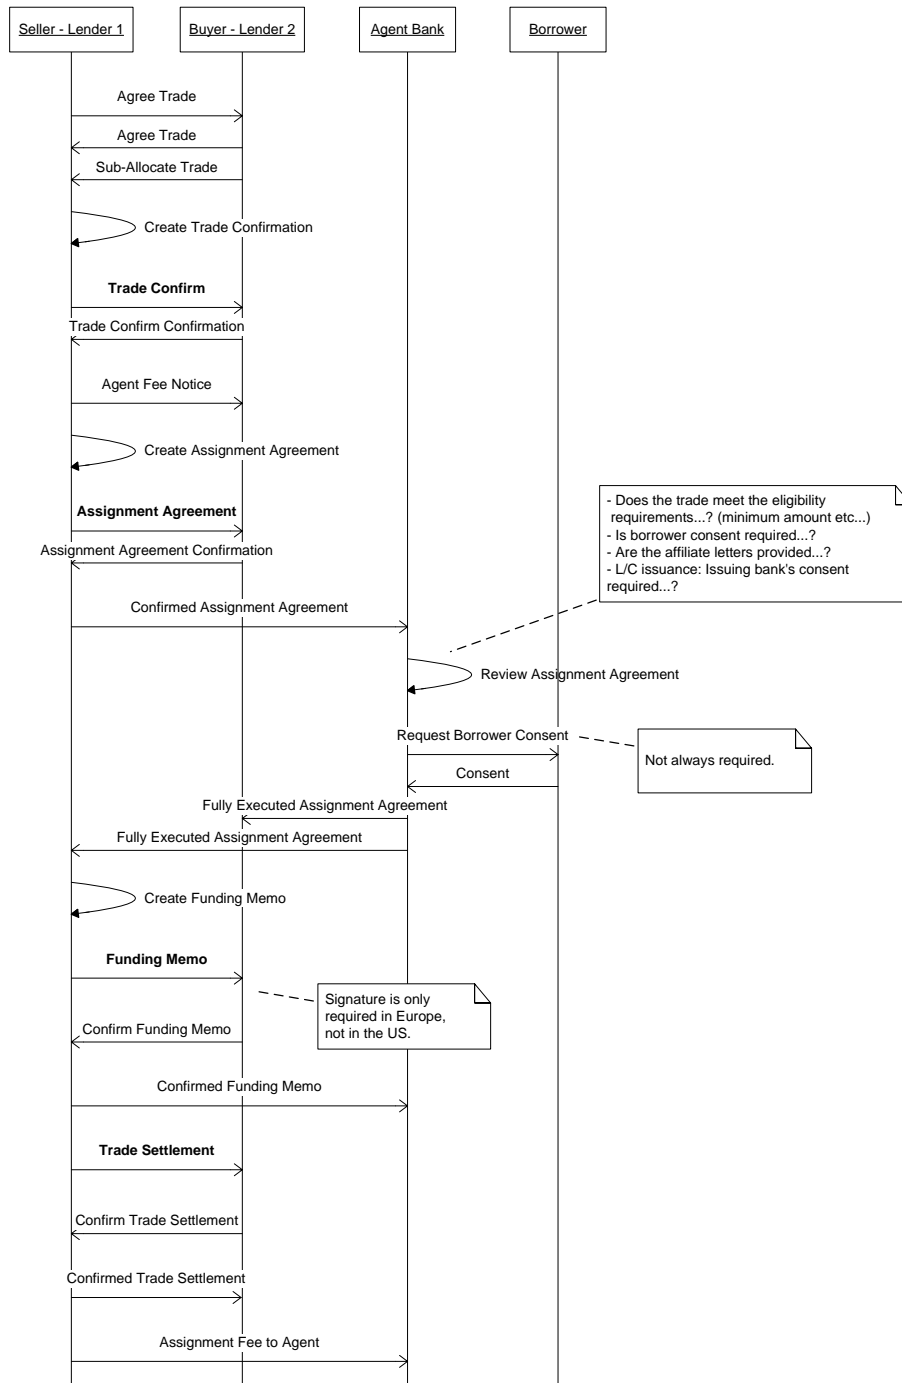 Seller - Lender 1
Buyer - Lender 2
Agent Bank
Borrower
Agree Trade
Agree Trade
Sub-Allocate Trade
Create Trade Confirmation
Trade Confirm
Trade Confirm Confirmation
Agent Fee Notice
Create Assignment Agreement
Assignment Agreement
Assignment Agreement Confirmation
- Does the trade meet the eligibility
requirements...? (minimum amount etc...)
- Is borrower consent required...?
- Are the affiliate letters provided...?
- L/C issuance: Issuing bank's consent
required...?
Confirmed Assignment Agreement
Review Assignment Agreement
Request Borrower Consent
Not always required.
Consent
Fully Executed Assignment Agreement
Fully Executed Assignment Agreement
Create Funding Memo
Funding Memo
Signature is only
required in Europe,
not in the US.
Confirm Funding Memo
Confirmed Funding Memo
Trade Settlement
Confirm Trade Settlement
Confirmed Trade Settlement
Assignment Fee to Agent